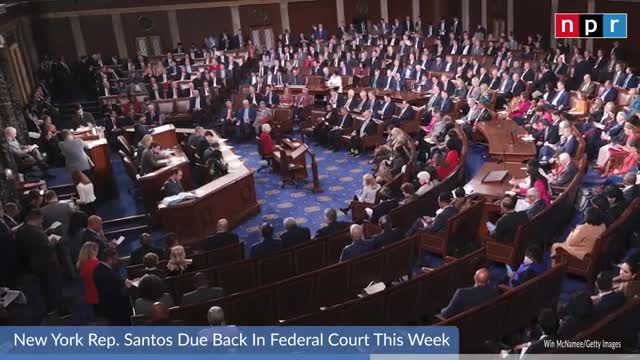 npr
New York Rep. Santos Due Back In Federal Court This Week
Win McNamee/Getty Images